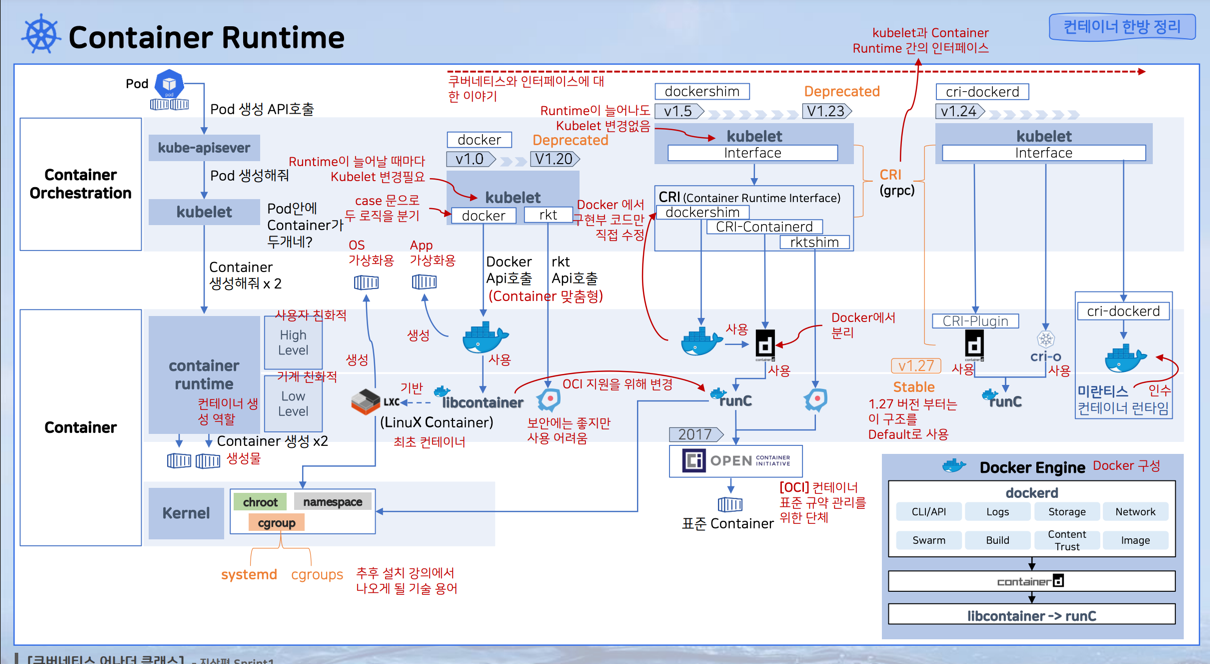 Container Runtime
컨테이너 한방 정리
kubelet과 Container
Runtime 간의 인터페이스
쿠버네티스와 인터페이스에 대
한 이야기
Pod
pod
Pod 생성 API호출
kube-apisever
Pod 생성해줘
kubelet
Pod안에
Container가
두개네?
Container
생성해줘 x 2
Container
Orchestration
docker
v1.0
Deprecated
V1.20
Runtime이 늘어날 때마다
Kubelet 변경필요
kubelet
docker
rkt
case 문으로
두 로직을 분기
Docker 에서
구현부 코드만
직접 수정
OS
가상화용
App
가상화용
Docker
Api호출
rkt
Api호출
(Container 맞춤형)
dockershim
v1.5
Deprecated
V1.23
Runtime이 늘어나도
Kubelet 변경없음
kubelet
Interface
CRI (Container Runtime Interface)
dockershim
CRI-Containerd
rktshim
CRI
(grpc)
cri-dockerd
v1.24
kubelet
Interface
Container
container
runtime
컨테이너 생
성 역할
사용자 친화적
High
Level
기계 친화적
Low
Level
Container 생성 x2
생성물
생성
생성
사용
LXC
기반
libcontainer
(LinuX Container)
최초 컨테이너
보안에는 좋지만
사용 어려움
OCI 지원을 위해 변경
사용
Docker에서
분리
container
사용
runC
2017
OPEN CONTAINER
INITIATIVE
[OCI] 컨테이너
표준 규약 관리를
위한 단체
표준 Container
CRI-Plugin
container
사용
cri-o
사용
runC
v1.27
Stable
1.27 버전 부터는
이 구조를
Default로 사용
cri-dockerd
미란티스
인수
컨테이너 런타임
Kernel
chroot
namespace
cgroup
systemd
cgroups
추후 설치 강의에서
나오게 될 기술 용어
Docker Engine
Docker 구성
dockerd
CLI/API
Logs
Storage
Network
Swarm
Build
Content
Trust
Image
containerd
libcontainer -> runC
[쿠버네티스 어나더 클래스] - 지상편 Sprint1